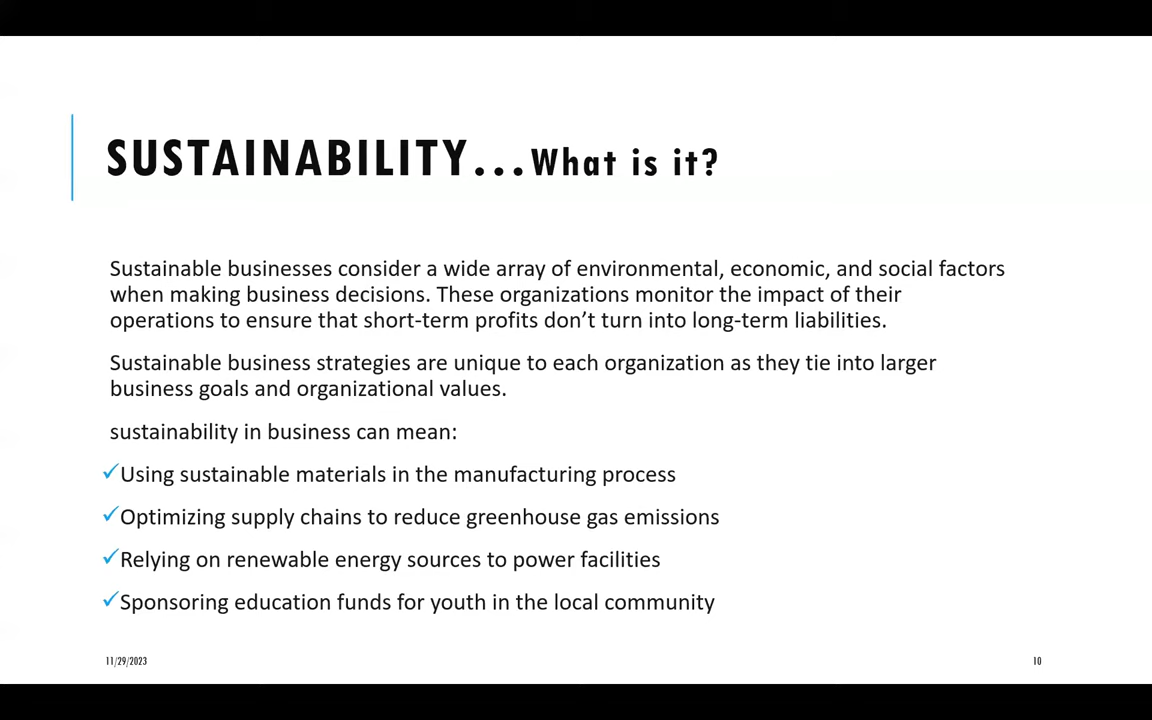 SUSTAINABILITY...What is it?
Sustainable businesses consider a wide array of environmental, economic, and social factors
when making business decisions. These organizations monitor the impact of their
operations to ensure that short-term profits don’t turn into long-term liabilities.
Sustainable business strategies are unique to each organization as they tie into larger
business goals and organizational values.
sustainability in business can mean:
✓Using sustainable materials in the manufacturing process
✓Optimizing supply chains to reduce greenhouse gas emissions
✓Relying on renewable energy sources to power facilities
✓Sponsoring education funds for youth in the local community
11/29/2023
10